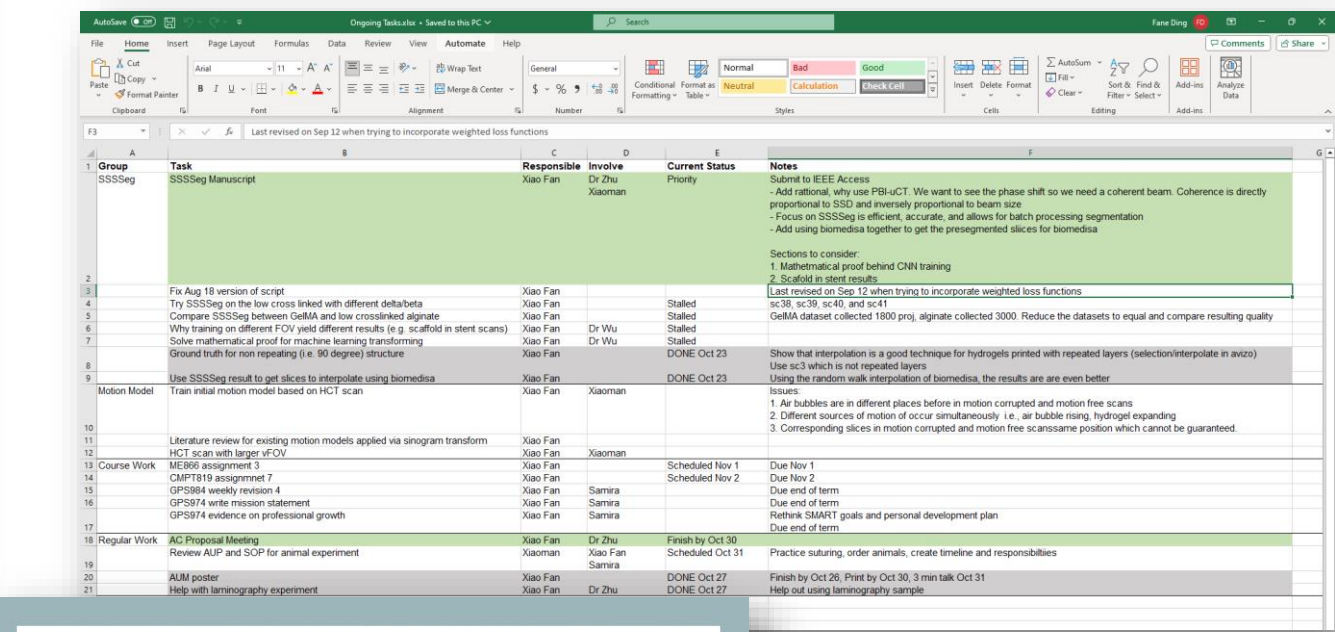 AutoSave Off Ongoing Tasks.xlsx • Saved to this PC Search Fane Ding FD
File Home Insert Page Layout Formulas Data Review View Automate Help Comments Share
Paste Cut Copy Format Painter Arial 11 Wrap Text Merge & Center General Conditional Formatting Format as Table Normal Bad Good Neutral Calculation Check Cell Insert Delete Format AutoSum Fill Clear Sort & Filter Find & Select Add-ins Analyze Data
Clipboard Font Alignment Number Styles Cells Editing Add-ins
F3 fx Last revised on Sep 12 when trying to incorporate weighted loss functions
A B C D E F G
1 Group Task Responsible Involve Current Status Notes
SSSSeg SSSSeg Manuscript Xiao Fan Dr Zhu Priority Submit to IEEE Access
Xiaoman - Add rational, why use PBI-uCT. We want to see the phase shift so we need a coherent beam. Coherence is directly
proportional to SSD and inversely proportional to beam size
- Focus on SSSSeg is efficient, accurate, and allows for batch processing segmentation
- Add using biomedisa together to get the presegmented sliices for biomedisa
Sections to consider:
1. Mathetmatical proof behind CNN training
2 2. Scafold in stent results
3 Fix Aug 18 version of script Xiao Fan Last revised on Sep 12 when trying to incorporate weighted loss functions
4 Try SSSSeg on the low cross linked with different delta/beta Xiao Fan Stalled sc38, sc39, sc40, and sc41
5 Compare SSSSeg between GelMA and low crosslinked alginate Xiao Fan Stalled GelMA dataset collected 1800 proj, alginate collected 3000. Reduce the datasets to equal and compare resulting quality
6 Why training on different FOV yield different results (e.g. scaffold in stent scans) Xiao Fan Dr Wu Stalled
7 Solve mathematical proof for machine learning transforming Xiao Fan Dr Wu Stalled
Ground truth for non repeating (i.e. 90 degree) structure Xiao Fan DONE Oct 23 Show that interpolation is a good technique for hydrogels printed with repeated layers (selection/interpolate in avizo)
8 Use sc3 which is not repeated layers
9 Use SSSSeg result to get slices to interpolate using biomedisa Xiao Fan DONE Oct 23 Using the random walk interpolation of biomedisa, the results are are even better
Motion Model Train initial motion model based on HCT scan Xiao Fan Xiaoman Issues:
1. Air bubbles are in different places before in motion corrupted and motion free scans
2. Different sources of motion of occur simultaneously i.e., air bubble rising, hydrogel expanding
10 3. Corresponding slices in motion corrupted and motion free scanssame position which cannot be guaranteed.
11 Literature review for existing motion models applied via sinogram transform Xiao Fan
12 HCT scan with larger vFOV Xiao Fan Xiaoman
13 Course Work ME866 assignment 3 Xiao Fan Scheduled Nov 1 Due Nov 1
14 CMPT819 assignmnet 7 Xiao Fan Scheduled Nov 2 Due Nov 2
15 GPS984 weekly revision 4 Xiao Fan Samira Due end of term
16 GPS974 write mission statement Xiao Fan Samira Due end of term
GPS974 evidence on professional growth Xiao Fan Samira Rethink SMART goals and personal development plan
17 Due end of term
18 Regular Work AC Proposal Meeting Xiao Fan Dr Zhu Finish by Oct 30
Review AUP and SOP for animal experiment Xiaoman Xiao Fan Scheduled Oct 31 Practice suturing, order animals, create timeline and responsibiltiies
19 Samira
20 AUM poster Xiao Fan DONE Oct 27 Finish by Oct 26, Print by Oct 30, 3 min talk Oct 31
21 Help with laminography experiment Xiao Fan Dr Zhu DONE Oct 27 Help out using laminography sample